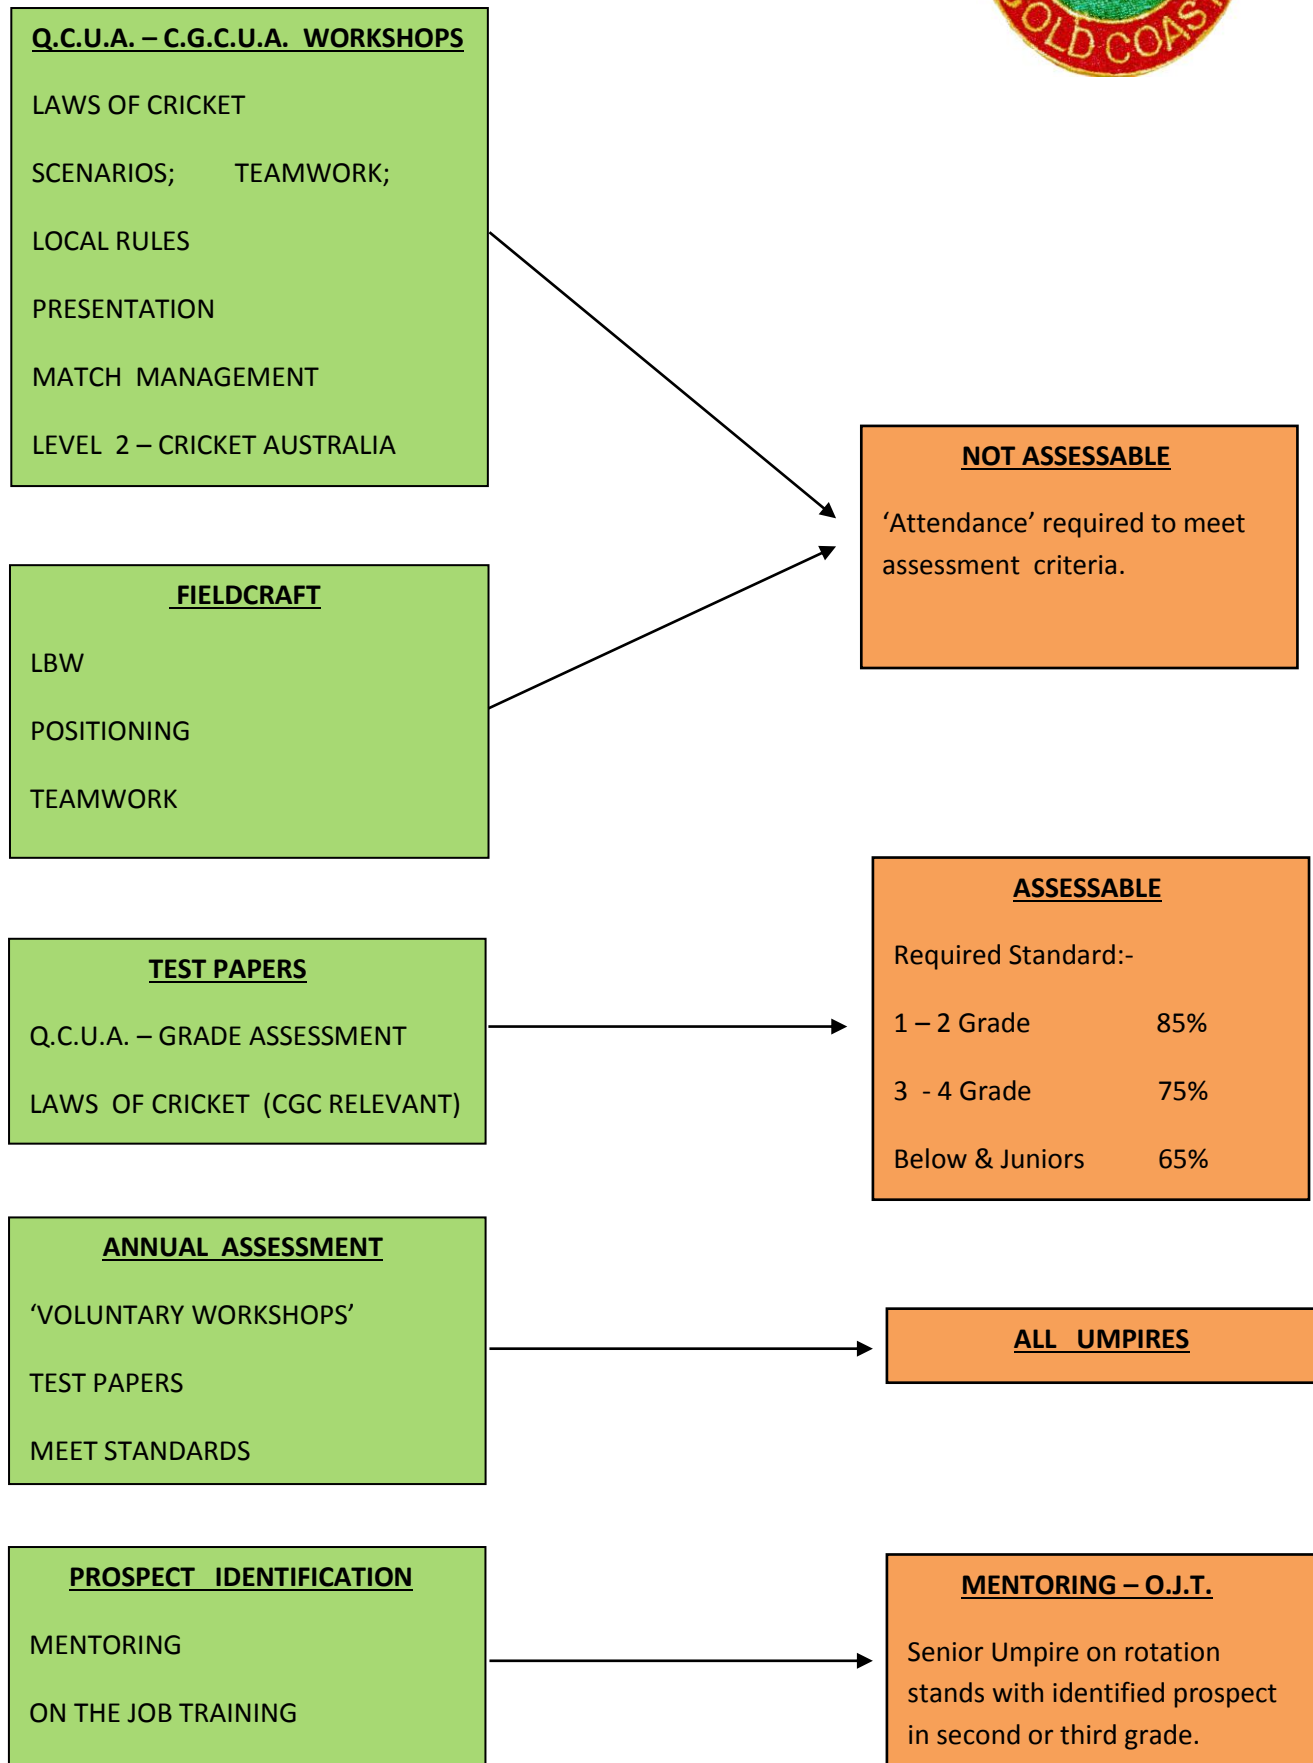 GOLD COAST
Q.C.U.A. – C.G.C.U.A. WORKSHOPS
LAWS OF CRICKET
SCENARIOS; TEAMWORK;
LOCAL RULES
PRESENTATION
MATCH MANAGEMENT
LEVEL 2 – CRICKET AUSTRALIA
NOT ASSESSABLE
‘Attendance’ required to meet
assessment criteria.
FIELDCRAFT
LBW
POSITIONING
TEAMWORK
TEST PAPERS
Q.C.U.A. – GRADE ASSESSMENT
LAWS OF CRICKET (CGC RELEVANT)
ASSESSABLE
Required Standard:-
1 – 2 Grade 85%
3 - 4 Grade 75%
Below & Juniors 65%
ANNUAL ASSESSMENT
‘VOLUNTARY WORKSHOPS’
TEST PAPERS
MEET STANDARDS
ALL UMPIRES
PROSPECT IDENTIFICATION
MENTORING
ON THE JOB TRAINING
MENTORING – O.J.T.
Senior Umpire on rotation
stands with identified prospect
in second or third grade.